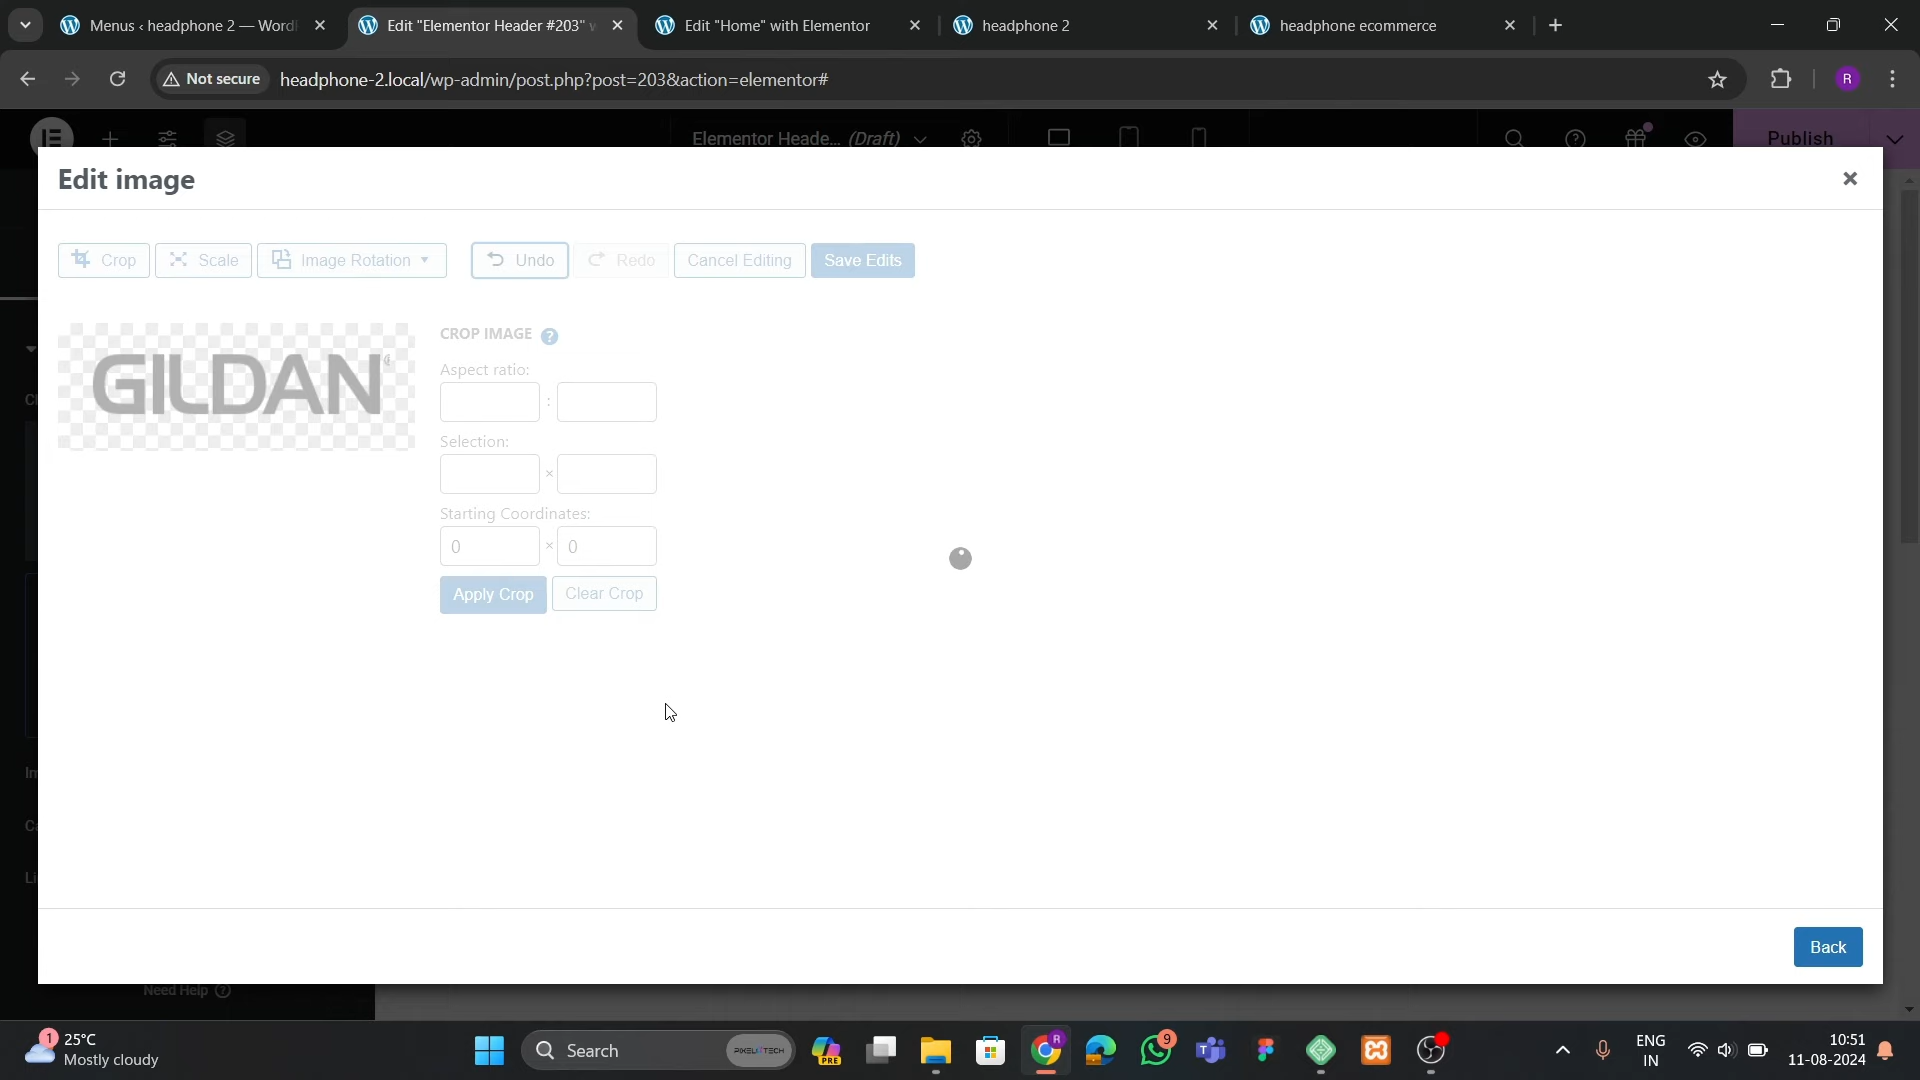 Menus ‹ headphone 2 — Word
Edit "Elementor Header #203" w
Edit "Home" with Elementor
headphone 2
headphone ecommerce
Not secure
headphone-2.local/wp-admin/post.php?post=203&action=elementor#
R
Elementor Heade... (Draft)
Publish
Edit image
Crop
Scale
Image Rotation
Undo
Redo
Cancel Editing
Save Edits
GILDAN
CROP IMAGE ?
Aspect ratio:
:
Selection:
×
Starting Coordinates:
0 × 0
Apply Crop
Clear Crop
Back
Need Help ?
1
25°C
Mostly cloudy
Search
PRE
R
9
ENG
IN
10:51
11-08-2024